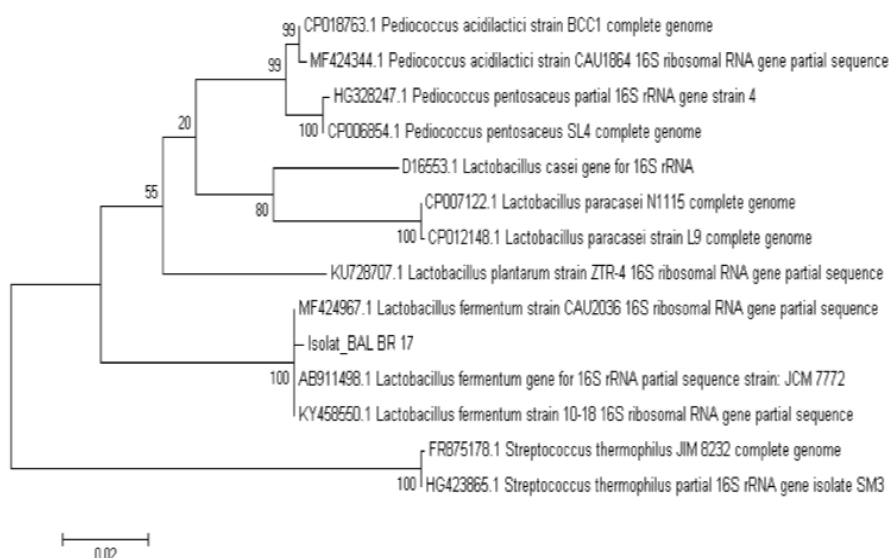 99
CP018763.1 Pediococcus acidilactici strain BCC1 complete genome
99
MF424344.1 Pediococcus acidilactici strain CAU1864 16S ribosomal RNA gene partial sequence
HG328247.1 Pediococcus pentosaceus partial 16S rRNA gene strain 4
20
100
CP006854.1 Pediococcus pentosaceus SL4 complete genome
D16553.1 Lactobacillus casei gene for 16S rRNA
55
CP007122.1 Lactobacillus paracasei N1115 complete genome
80
100
CP012148.1 Lactobacillus paracasei strain L9 complete genome
KU728707.1 Lactobacillus plantarum strain ZTR-4 16S ribosomal RNA gene partial sequence
MF424967.1 Lactobacillus fermentum strain CAU2036 16S ribosomal RNA gene partial sequence
Isolat_BAL BR 17
100
AB911498.1 Lactobacillus fermentum gene for 16S rRNA partial sequence strain: JCM 7772
KY458550.1 Lactobacillus fermentum strain 10-18 16S ribosomal RNA gene partial sequence
FR875178.1 Streptococcus thermophilus JIM 8232 complete genome
100
HG423865.1 Streptococcus thermophilus partial 16S rRNA gene isolate SM3
0.02